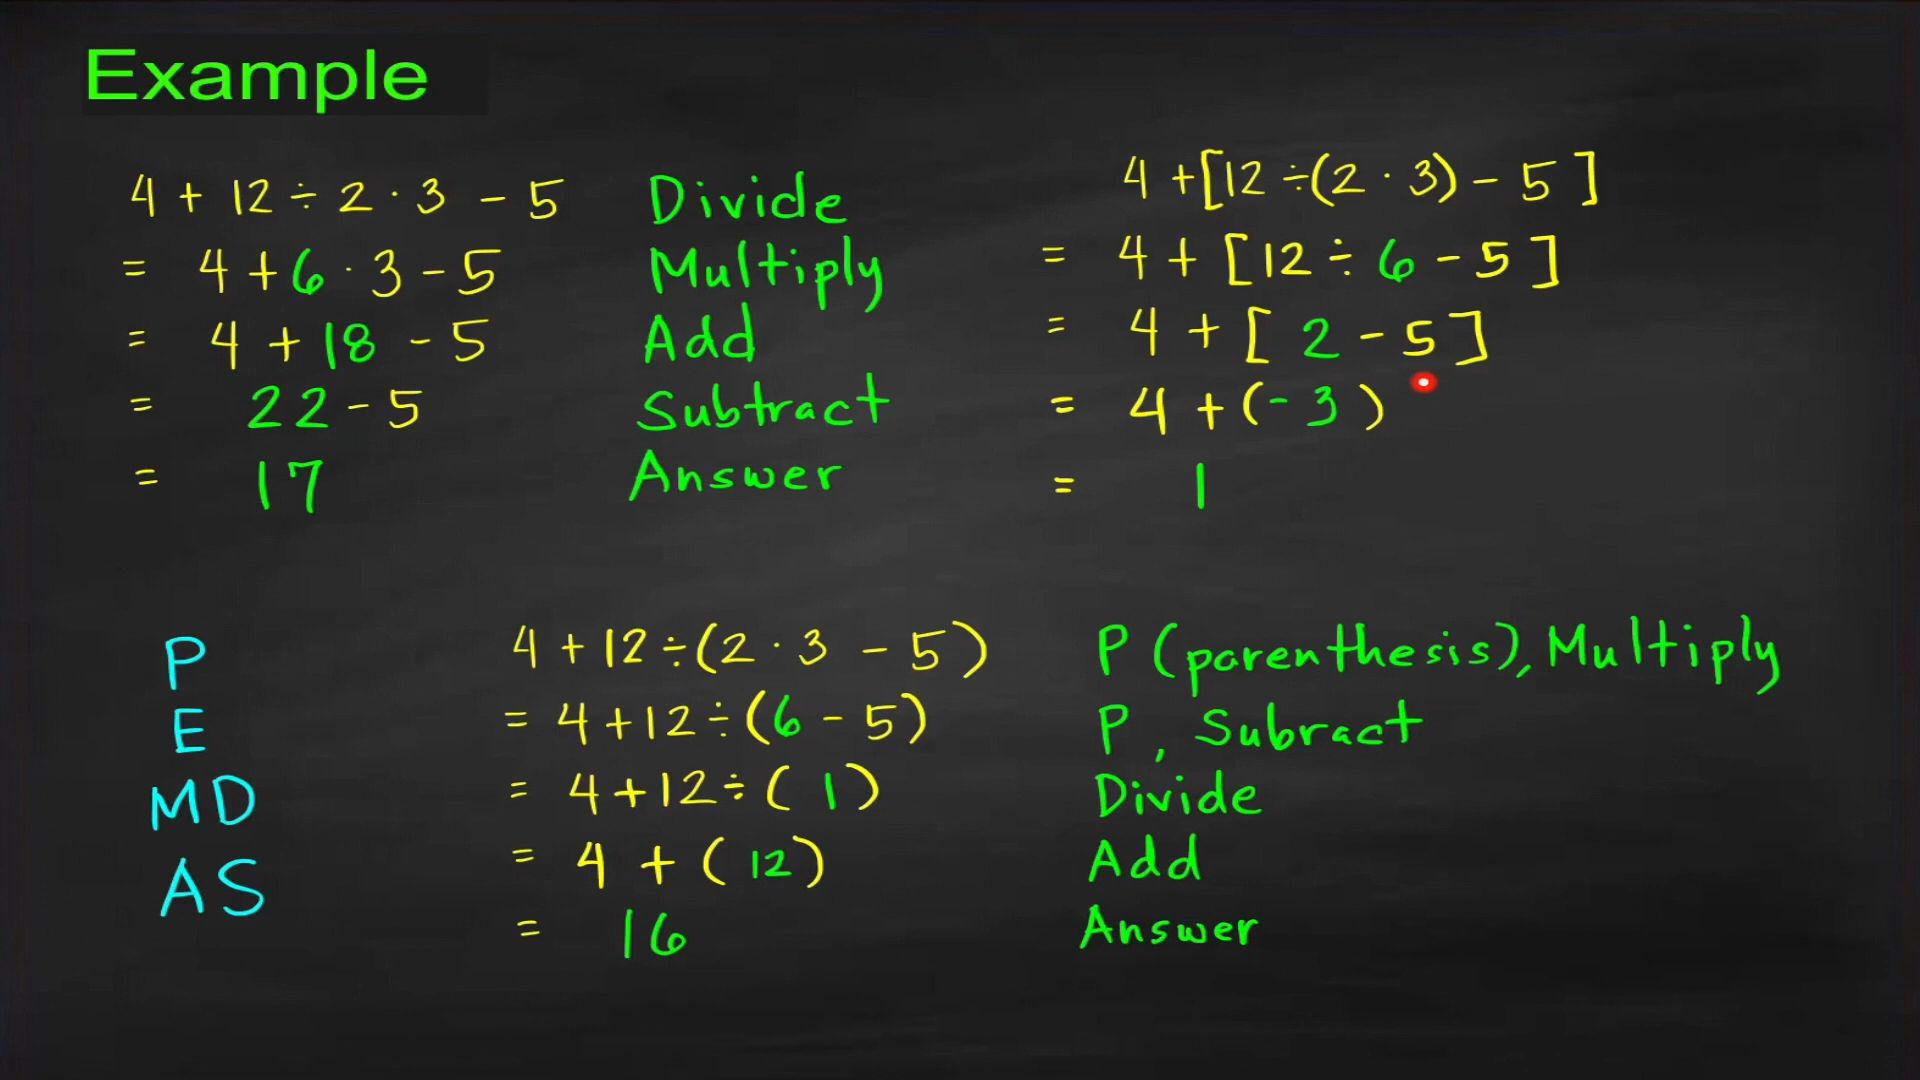 Example
4 + 12 ÷ 2 · 3 - 5 Divide
= 4 + 6 · 3 - 5 Multiply
= 4 + 18 - 5 Add
= 22 - 5 Subtract
= 17 Answer
4 + [12 ÷ (2 · 3) - 5]
= 4 + [12 ÷ 6 - 5]
= 4 + [2 - 5]
= 4 + (-3)
= 1
P
E
MD
AS
4 + 12 ÷ (2 · 3 - 5) P (parenthesis), Multiply
= 4 + 12 ÷ (6 - 5) P, Subract
= 4 + 12 ÷ (1) Divide
= 4 + (12) Add
= 16 Answer